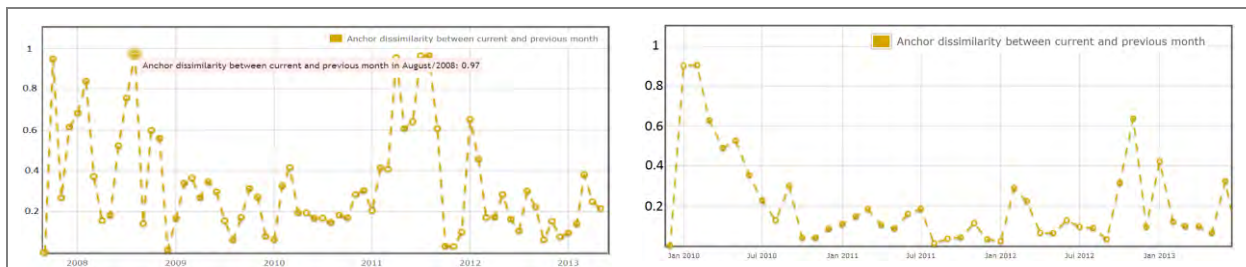 Anchor dissimilarity between current and previous month
1
Anchor dissimilarity between current and previous month in August/2008: 0.97
0.8
0.6
0.4
0.2
2008 2009 2010 2011 2012 2013
Anchor dissimilarity between current and previous month
1
0.8
0.6
0.4
0.2
Jan 2010 Jul 2010 Jan 2011 Jul 2011 Jan 2012 Jul 2012 Jan 2013